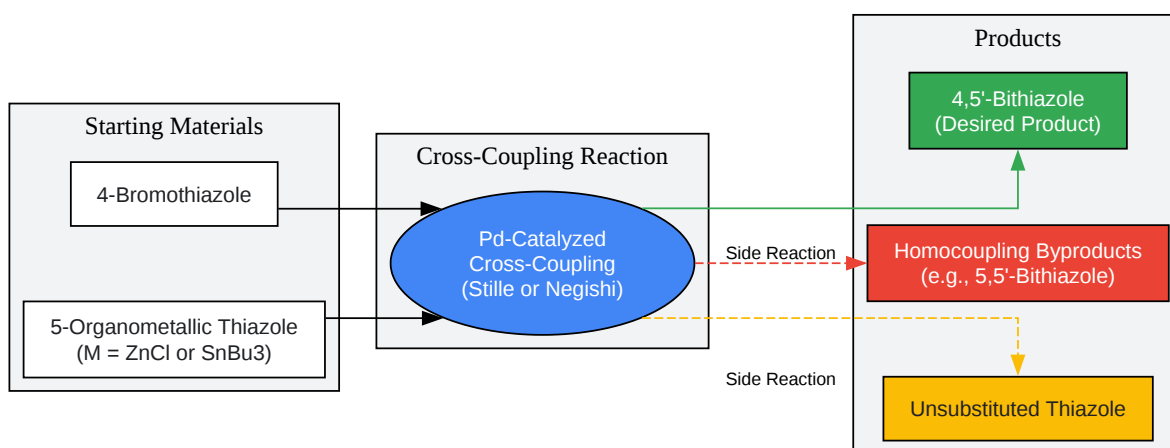 Starting Materials
4-Bromothiazole
5-Organometallic Thiazole
(M = ZnCl or SnBu3)
Cross-Coupling Reaction
Pd-Catalyzed
Cross-Coupling
(Stille or Negishi)
Side Reaction
Side Reaction
Products
4,5'-Bithiazole
(Desired Product)
Homocoupling Byproducts
(e.g., 5,5'-Bithiazole)
Unsubstituted Thiazole